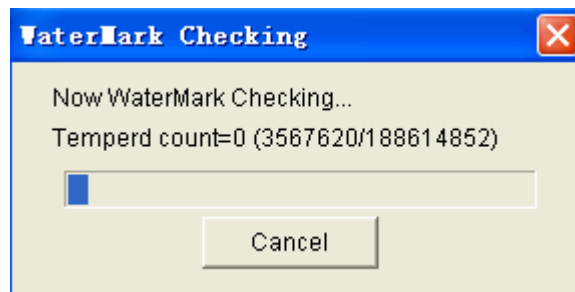 WaterMark Checking
Now WaterMark Checking...
Temperd count=0 (3567620/188614852)
Cancel